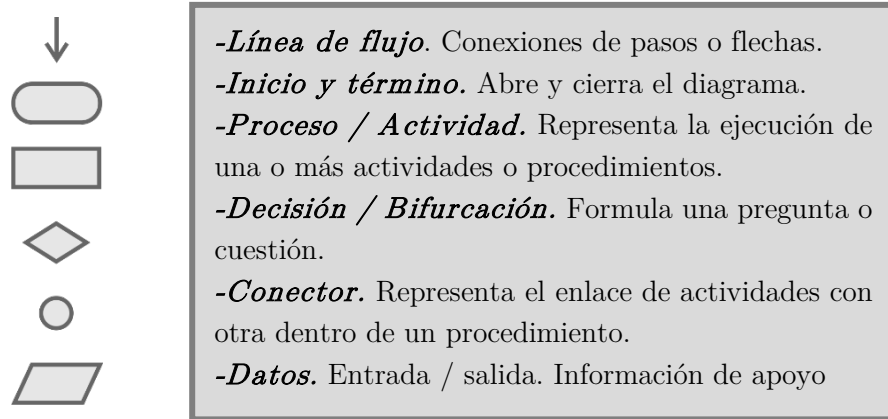 -Línea de flujo. Conexiones de pasos o flechas.
-Inicio y término. Abre y cierra el diagrama.
-Proceso / Actividad. Representa la ejecución de
una o más actividades o procedimientos.
-Decisión / Bifurcación. Formula una pregunta o
cuestión.
-Conector. Representa el enlace de actividades con
otra dentro de un procedimiento.
-Datos. Entrada / salida. Información de apoyo